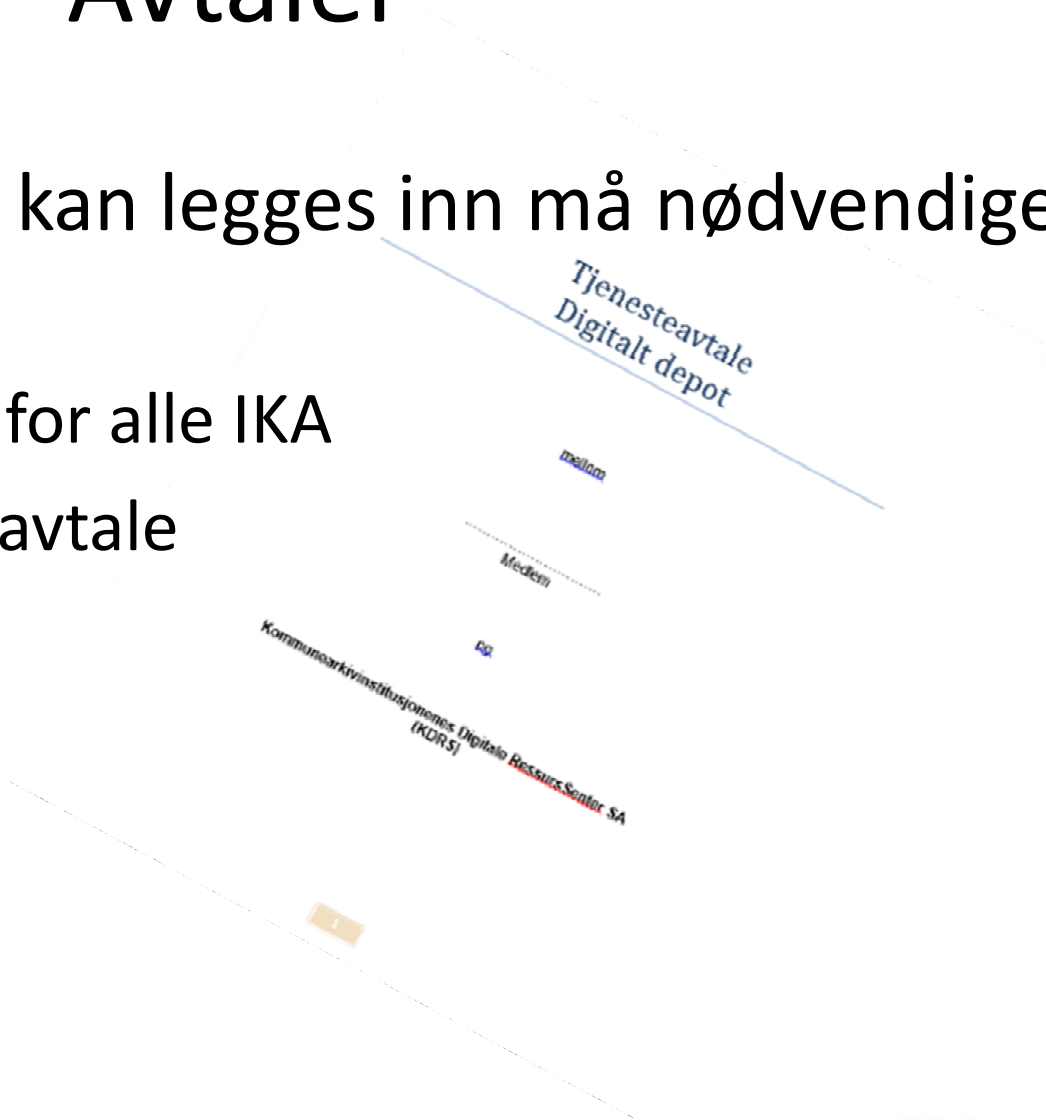 Avtaler
kan legges inn må nødvendige
for alle IKA
avtale
Tjenesteavtale
Digitalt depot
mellom
Medlem
og
Kommunearkivinstitusjonenes Digitale RessursSenter SA
(KDRS)
1